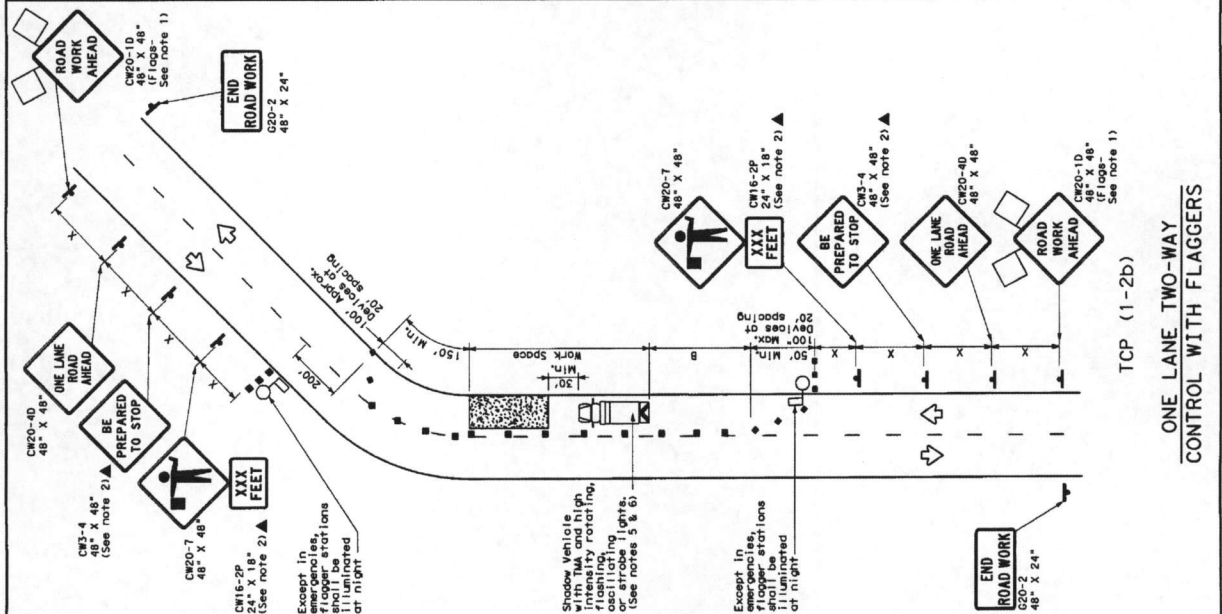 ROAD
WORK
AHEAD
CW20-1D
48" X 48"
(Flags-
See note 1)
END
ROAD WORK
G20-2
48" X 24"
X
X
X
X
CW20-4D
48" X 48"
ONE LANE
ROAD
AHEAD
CW3-4
48" X 48"
(See note 2)▲
BE
PREPARED
TO STOP
CW20-7
48" X 48"
XXX
FEET
CW16-2P
24" X 18"
(See note 2)▲
Except in
emergencies,
flagger stations
shall be
illuminated
at night
200'
100' Approx.
Devices at
20' spacing
150' Min.
Work Space
30'
Min.
B
Shadow Vehicle
with TMA and high
intensity rotating,
flashing,
oscillating
or strobe lights.
(See notes 5 & 6)
50' Min.
100' Max.
Devices at
20' spacing
Except in
emergencies,
flagger stations
shall be
illuminated
at night
CW20-7
48" X 48"
XXX
FEET
CW16-2P
24" X 18"
(See note 2)▲
BE
PREPARED
TO STOP
CW3-4
48" X 48"
(See note 2)▲
ONE LANE
ROAD
AHEAD
CW20-4D
48" X 48"
ROAD
WORK
AHEAD
CW20-1D
48" X 48"
(Flags-
See note 1)
X
X
X
X
END
ROAD WORK
G20-2
48" X 24"
TCP (1-2b)
ONE LANE TWO-WAY
CONTROL WITH FLAGGERS